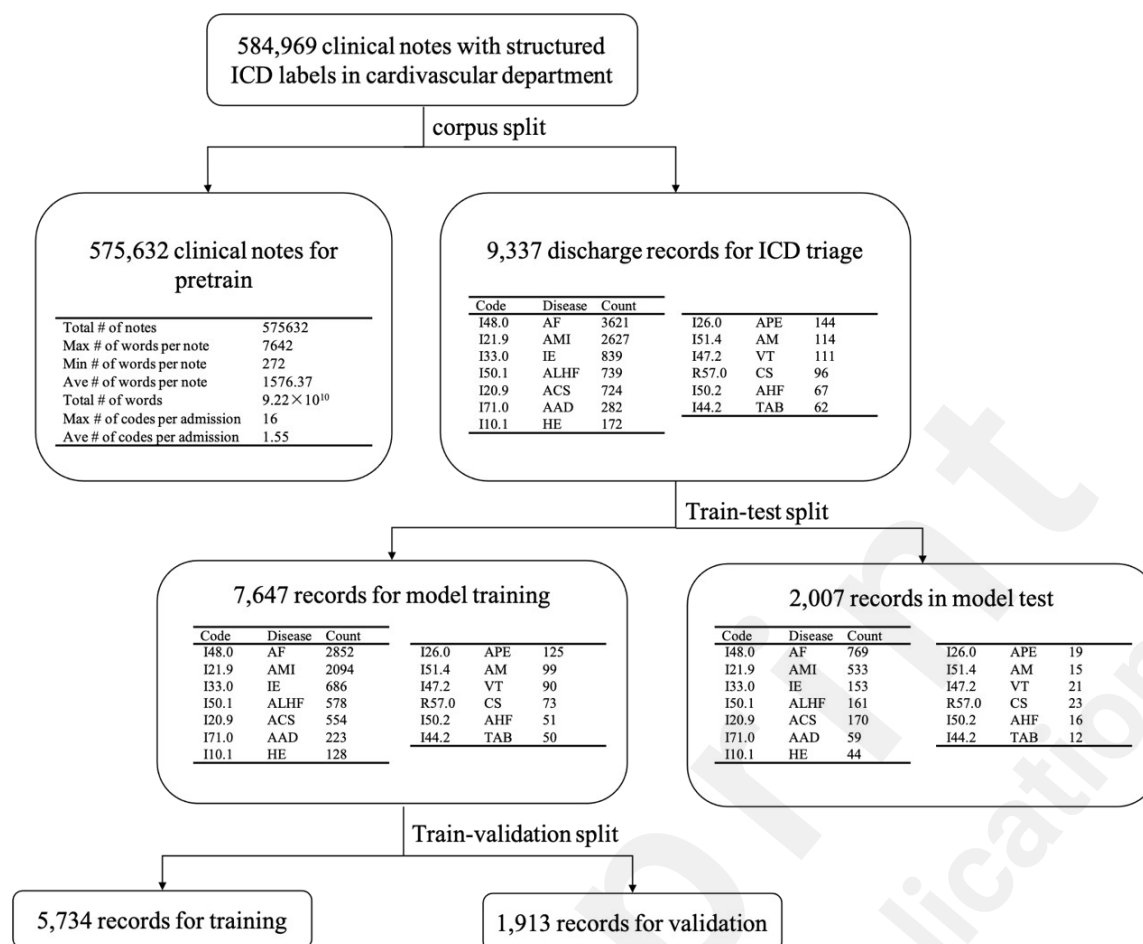 584,969 clinical notes with structured
ICD labels in cardivascular department
corpus split
575,632 clinical notes for
pretrain
Total # of notes 575632
Max # of words per note 7642
Min # of words per note 272
Ave # of words per note 1576.37
Total # of words 9.22×10¹⁰
Max # of codes per admission 16
Ave # of codes per admission 1.55
9,337 discharge records for ICD triage
Code Disease Count
I48.0 AF 3621
I21.9 AMI 2627
I33.0 IE 839
I50.1 ALHF 739
I20.9 ACS 724
I71.0 AAD 282
I10.1 HE 172
I26.0 APE 144
I51.4 AM 114
I47.2 VT 111
R57.0 CS 96
I50.2 AHF 67
I44.2 TAB 62
Train-test split
7,647 records for model training
Code Disease Count
I48.0 AF 2852
I21.9 AMI 2094
I33.0 IE 686
I50.1 ALHF 578
I20.9 ACS 554
I71.0 AAD 223
I10.1 HE 128
I26.0 APE 125
I51.4 AM 99
I47.2 VT 90
R57.0 CS 73
I50.2 AHF 51
I44.2 TAB 50
2,007 records in model test
Code Disease Count
I48.0 AF 769
I21.9 AMI 533
I33.0 IE 153
I50.1 ALHF 161
I20.9 ACS 170
I71.0 AAD 59
I10.1 HE 44
I26.0 APE 19
I51.4 AM 15
I47.2 VT 21
R57.0 CS 23
I50.2 AHF 16
I44.2 TAB 12
Train-validation split
5,734 records for training
1,913 records for validation
print
lication